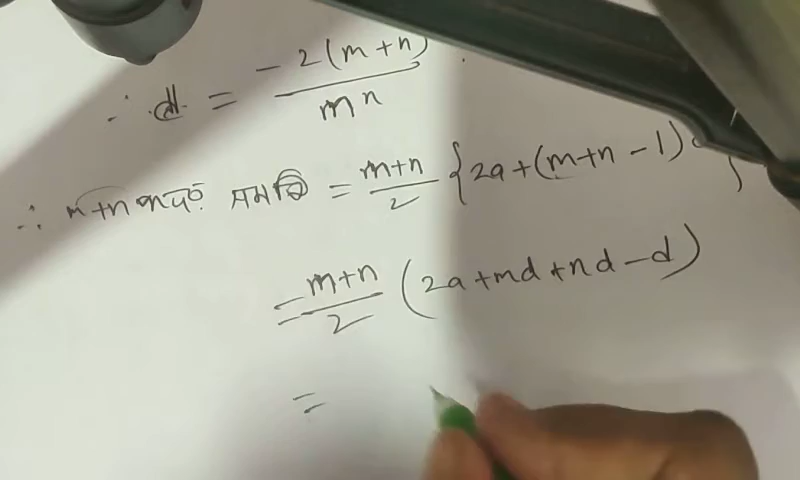 ∴ d = -2(m+n) / mn
∴ m+n পদের সমষ্টি = m+n / 2 {2a+(m+n-1) }
= m+n / 2 (2a+md+nd-d)
=